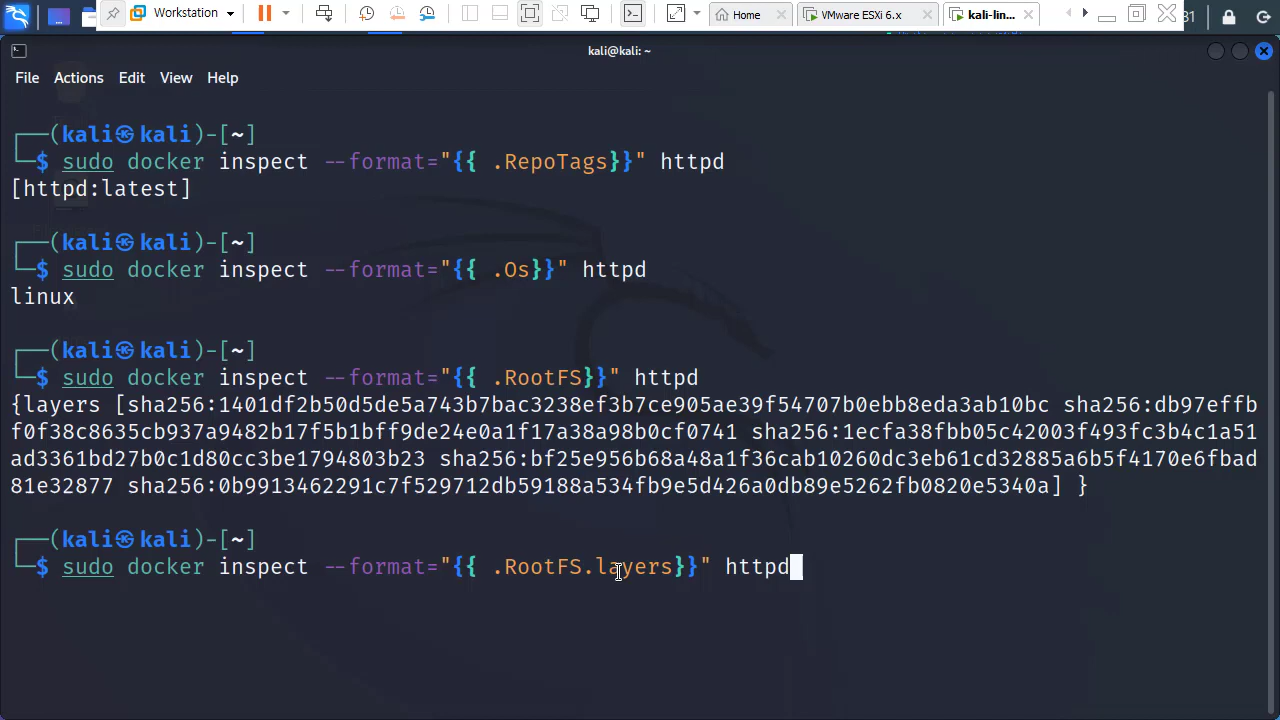 Workstation
Home
VMware ESXi 6.x
kali-lin...
31
kali@kali: ~
File Actions Edit View Help
┌──(kali㉿kali)-[~]
└─$ sudo docker inspect --format="{{ .RepoTags}}" httpd
[httpd:latest]
┌──(kali㉿kali)-[~]
└─$ sudo docker inspect --format="{{ .Os}}" httpd
linux
┌──(kali㉿kali)-[~]
└─$ sudo docker inspect --format="{{ .RootFS}}" httpd
{layers [sha256:1401df2b50d5de5a743b7bac3238ef3b7ce905ae39f54707b0ebb8eda3ab10bc sha256:db97effb
f0f38c8635cb937a9482b17f5b1bff9de24e0a1f17a38a98b0cf0741 sha256:1ecfa38fbb05c42003f493fc3b4c1a51
ad3361bd27b0c1d80cc3be1794803b23 sha256:bf25e956b68a48a1f36cab10260dc3eb61cd32885a6b5f4170e6fbad
81e32877 sha256:0b9913462291c7f529712db59188a534fb9e5d426a0db89e5262fb0820e5340a] }
┌──(kali㉿kali)-[~]
└─$ sudo docker inspect --format="{{ .RootFS.layers}}" httpd